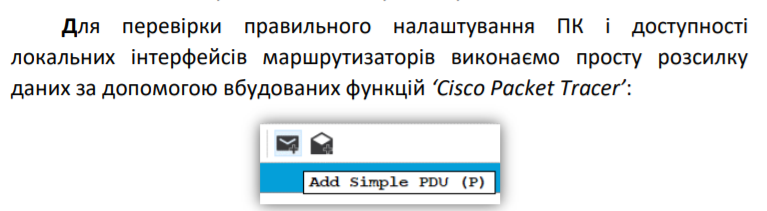 Для перевірки правильного налаштування ПК і доступності
локальних інтерфейсів маршрутизаторів виконаємо просту розсилку
даних за допомогою вбудованих функцій ‘Cisco Packet Tracer’:
Add Simple PDU (P)